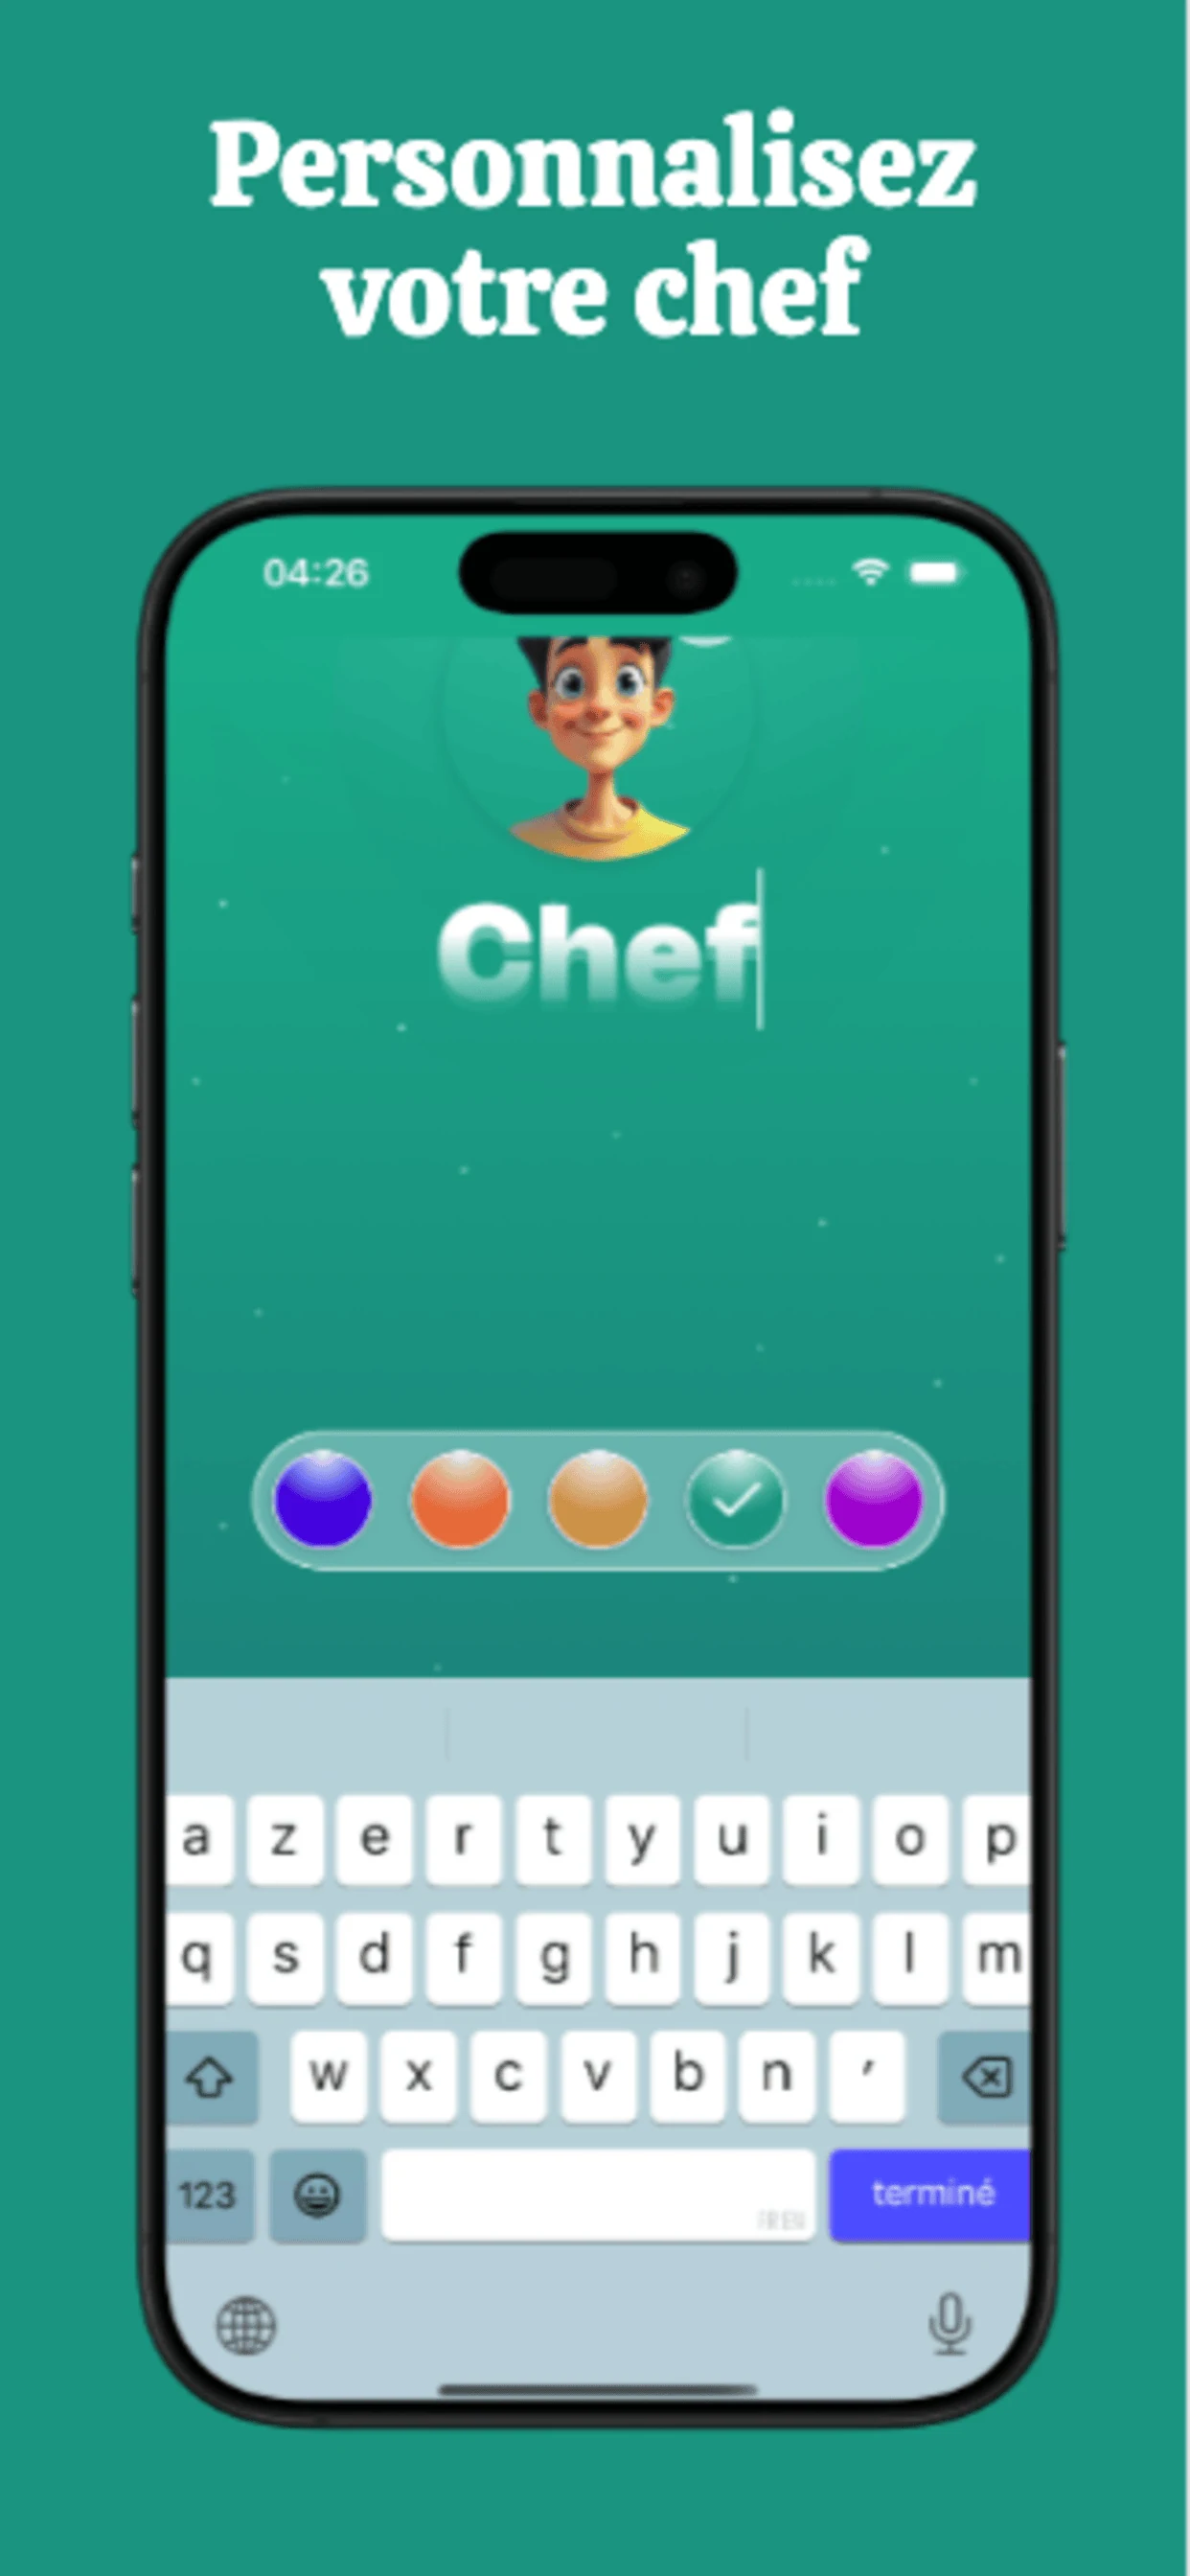 Personnalisez
votre chef
04:26
Chef
a z e r t y u i o p
q s d f g h j k l m
w x c v b n ′
123
terminé